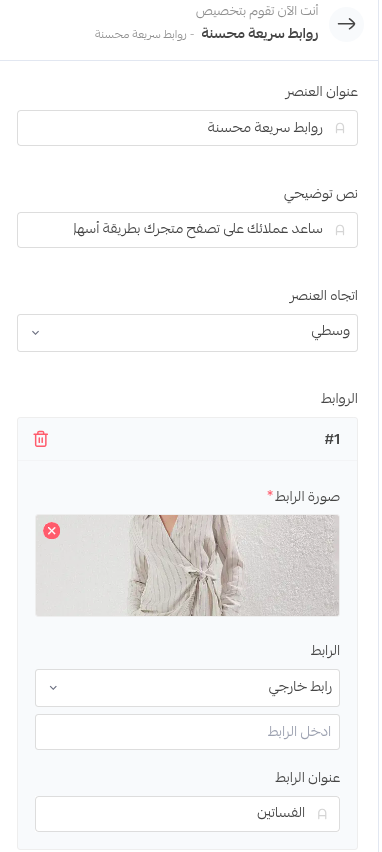 أنت الآن تقوم بتخصيص
روابط سريعة محسنة - روابط سريعة محسنة
عنوان العنصر
روابط سريعة محسنة
نص توضيحي
ساعد عملائك على تصفح متجرك بطريقة أسهل
اتجاه العنصر
وسطي
الروابط
#1
صورة الرابط *
الرابط
رابط خارجي
ادخل الرابط
عنوان الرابط
الفساتين